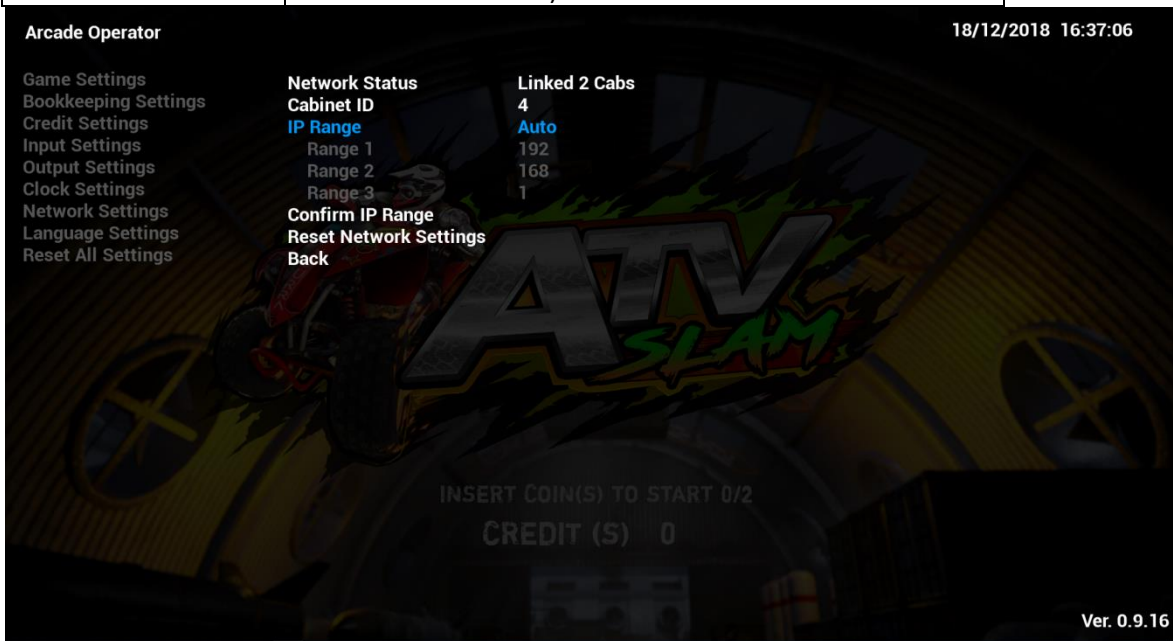 Arcade Operator
18/12/2018 16:37:06
Game Settings
Bookkeeping Settings
Credit Settings
Input Settings
Output Settings
Clock Settings
Network Settings
Language Settings
Reset All Settings
Network Status Linked 2 Cabs
Cabinet ID 4
IP Range Auto
Range 1 192
Range 2 168
Range 3 1
Confirm IP Range
Reset Network Settings
Back
ATV
SLAM
INSERT COIN(S) TO START 0/2
CREDIT (S) 0
Ver. 0.9.16